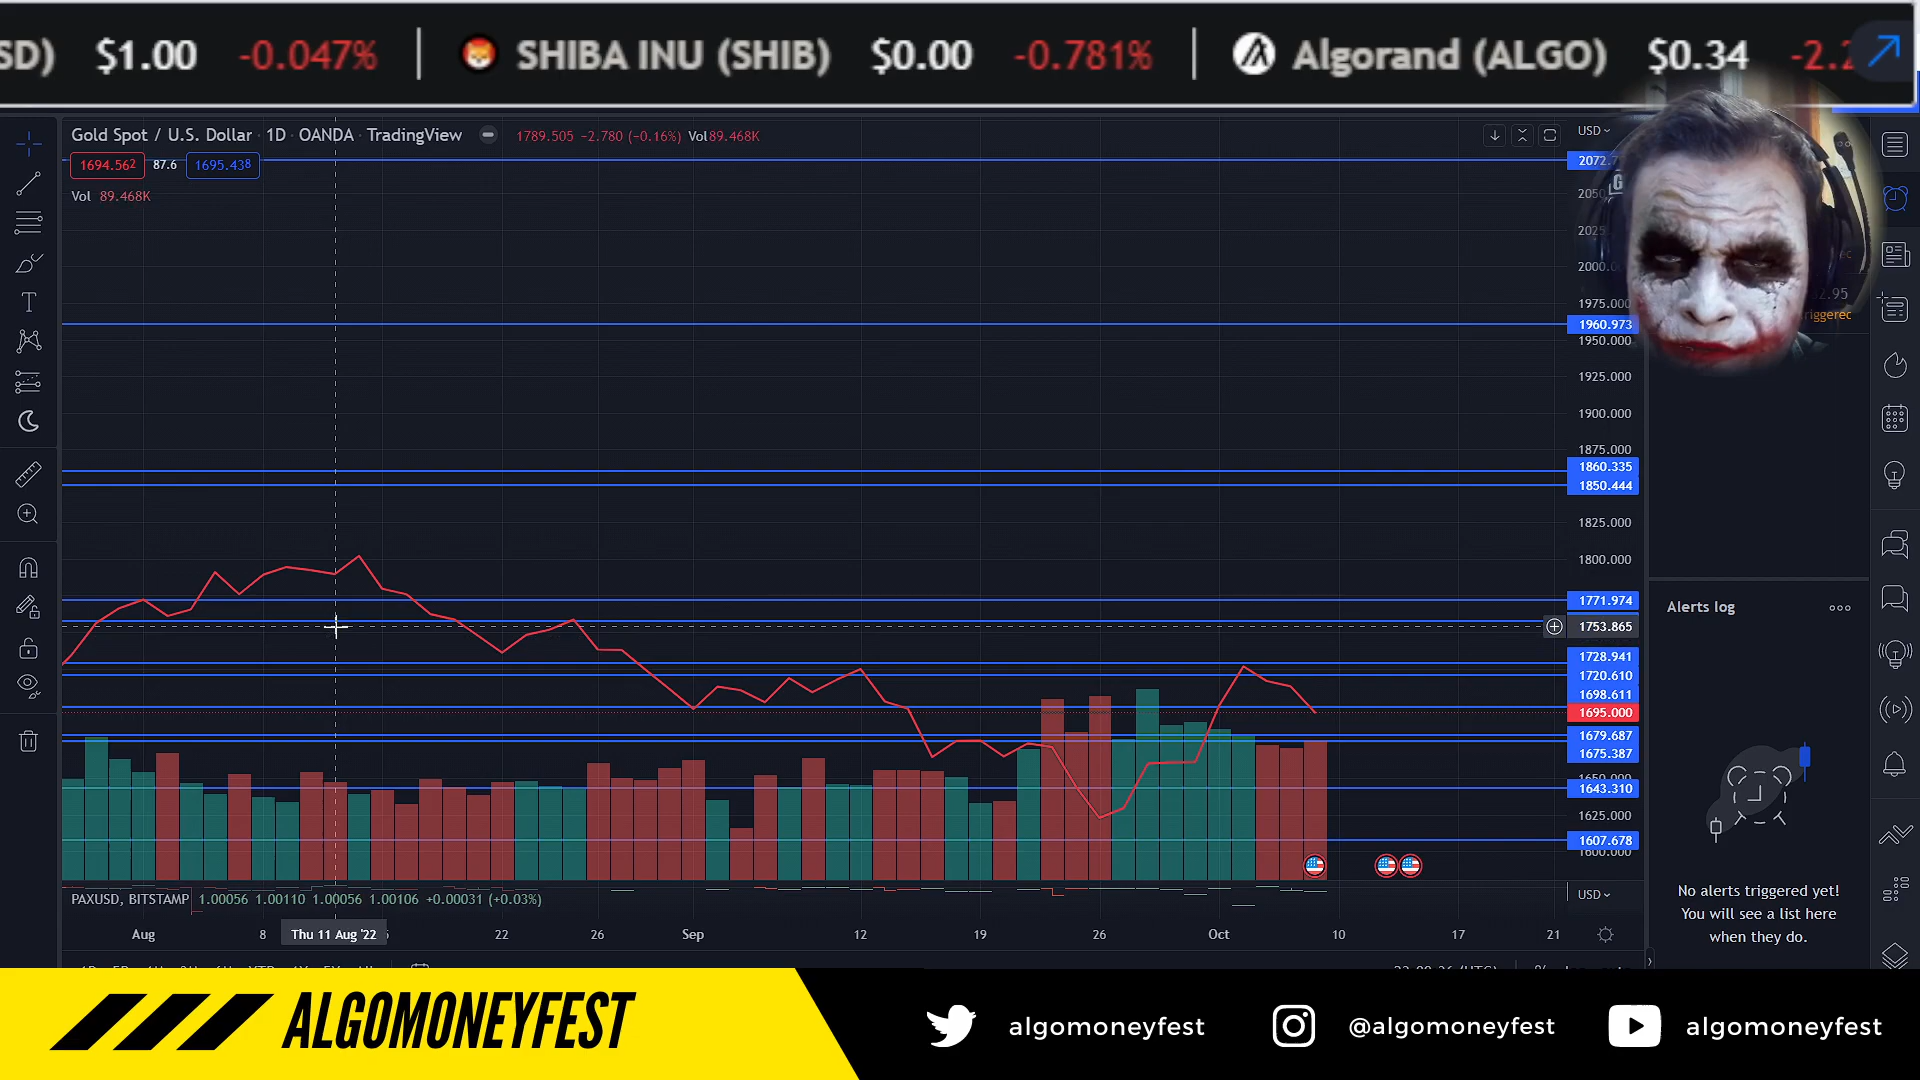 SD) $1.00 -0.047% SHIBA INU (SHIB) $0.00 -0.781% Algorand (ALGO) $0.34 -2.2
Gold Spot / U.S. Dollar · 1D · OANDA · TradingView 1789.505 −2.780 (−0.16%) Vol89.468K
USD
1694.562 87.6 1695.438
Vol 89.468K
2072.7
2050
2025
2000.0
1975.000
1960.973
1950.000
1925.000
1900.000
1875.000
1860.335
1850.444
1825.000
1800.000
1771.974
1753.865
1728.941
1720.610
1698.611
1695.000
1679.687
1675.387
1650.000
1643.310
1625.000
1607.678
1600.000
Alerts log
No alerts triggered yet!
You will see a list here
when they do.
PAXUSD, BITSTAMP 1.00056 1.00110 1.00056 1.00106 +0.00031 (+0.03%)
USD
Aug 8 Thu 11 Aug '22 22 26 Sep 12 19 26 Oct 10 17 21
ALGOMONEYFEST
algomoneyfest @algomoneyfest algomoneyfest